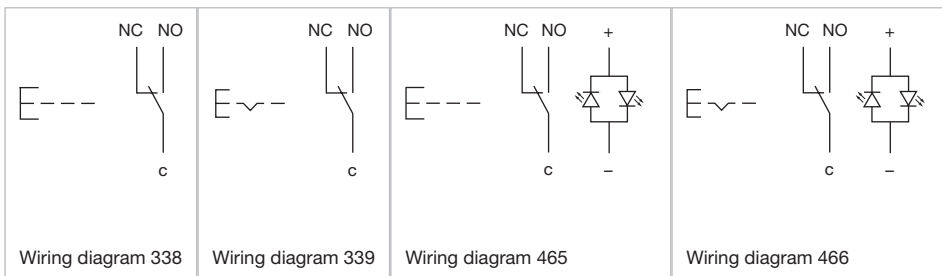 NC NO
c
Wiring diagram 338
NC NO
c
Wiring diagram 339
NC NO +
c –
Wiring diagram 465
NC NO +
c –
Wiring diagram 466